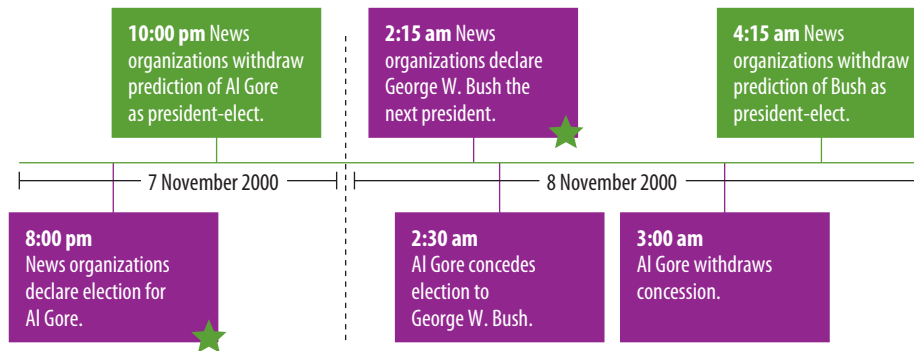 10:00 pm News
organizations withdraw
prediction of Al Gore
as president-elect.
2:15 am News
organizations declare
George W. Bush the
next president.
4:15 am News
organizations withdraw
prediction of Bush as
president-elect.
7 November 2000
8 November 2000
8:00 pm
News organizations
declare election for
Al Gore.
2:30 am
Al Gore concedes
election to
George W. Bush.
3:00 am
Al Gore withdraws
concession.